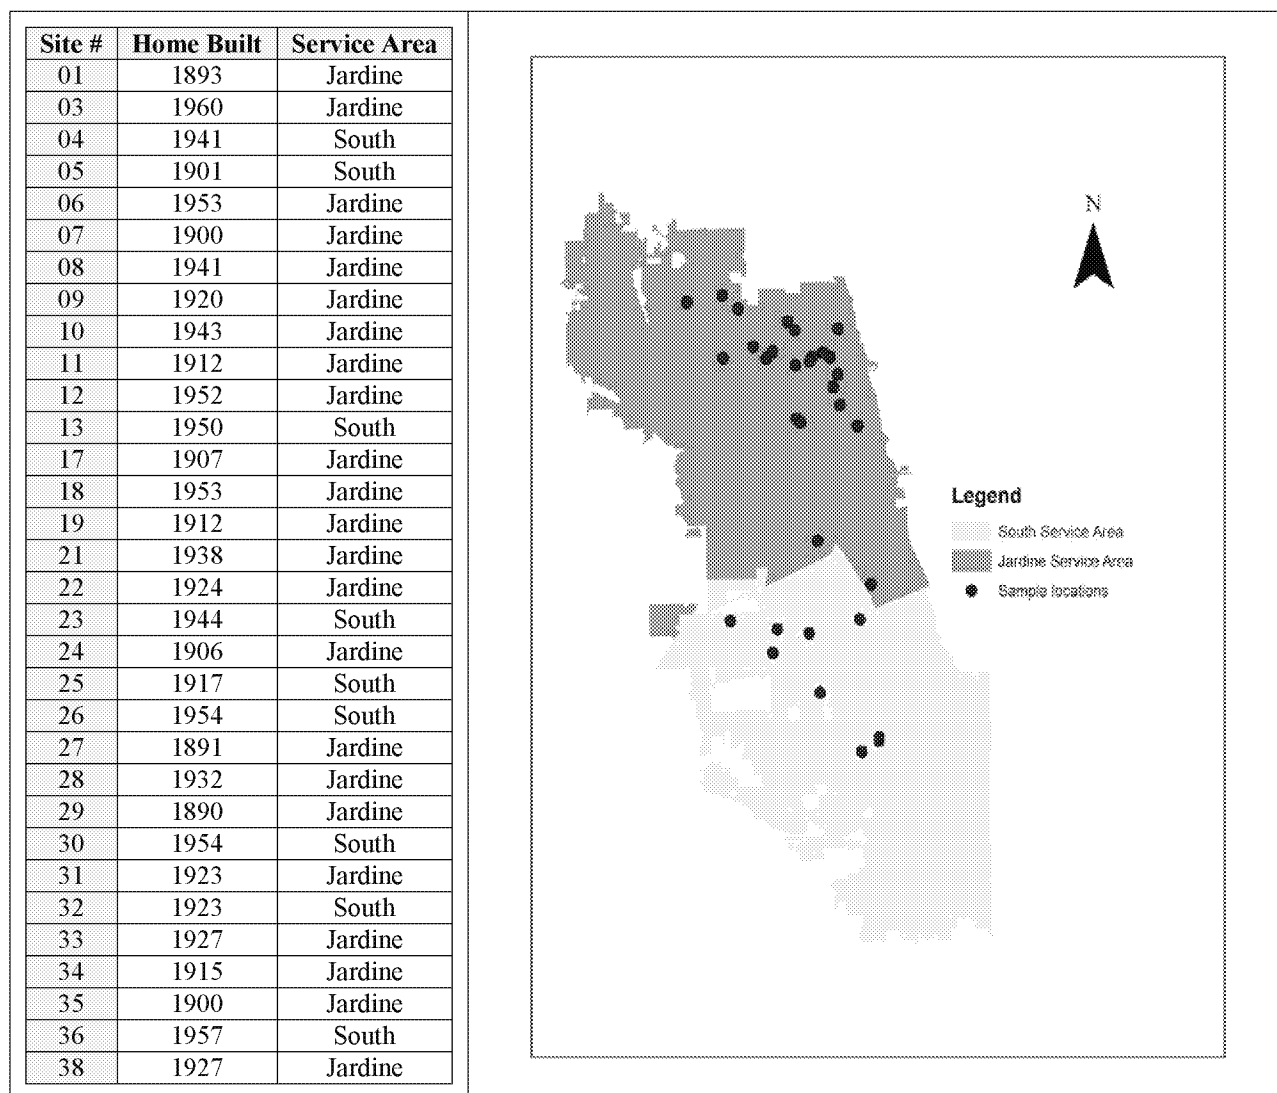 Site # Home Built Service Area
01 1893 Jardine
03 1960 Jardine
04 1941 South
05 1901 South
06 1953 Jardine
07 1900 Jardine
08 1941 Jardine
09 1920 Jardine
10 1943 Jardine
11 1912 Jardine
12 1952 Jardine
13 1950 South
17 1907 Jardine
18 1953 Jardine
19 1912 Jardine
21 1938 Jardine
22 1924 Jardine
23 1944 South
24 1906 Jardine
25 1917 South
26 1954 South
27 1891 Jardine
28 1932 Jardine
29 1890 Jardine
30 1954 South
31 1923 Jardine
32 1923 South
33 1927 Jardine
34 1915 Jardine
35 1900 Jardine
36 1957 South
38 1927 Jardine
N
Legend
South Service Area
Jardine Service Area
Sample locations